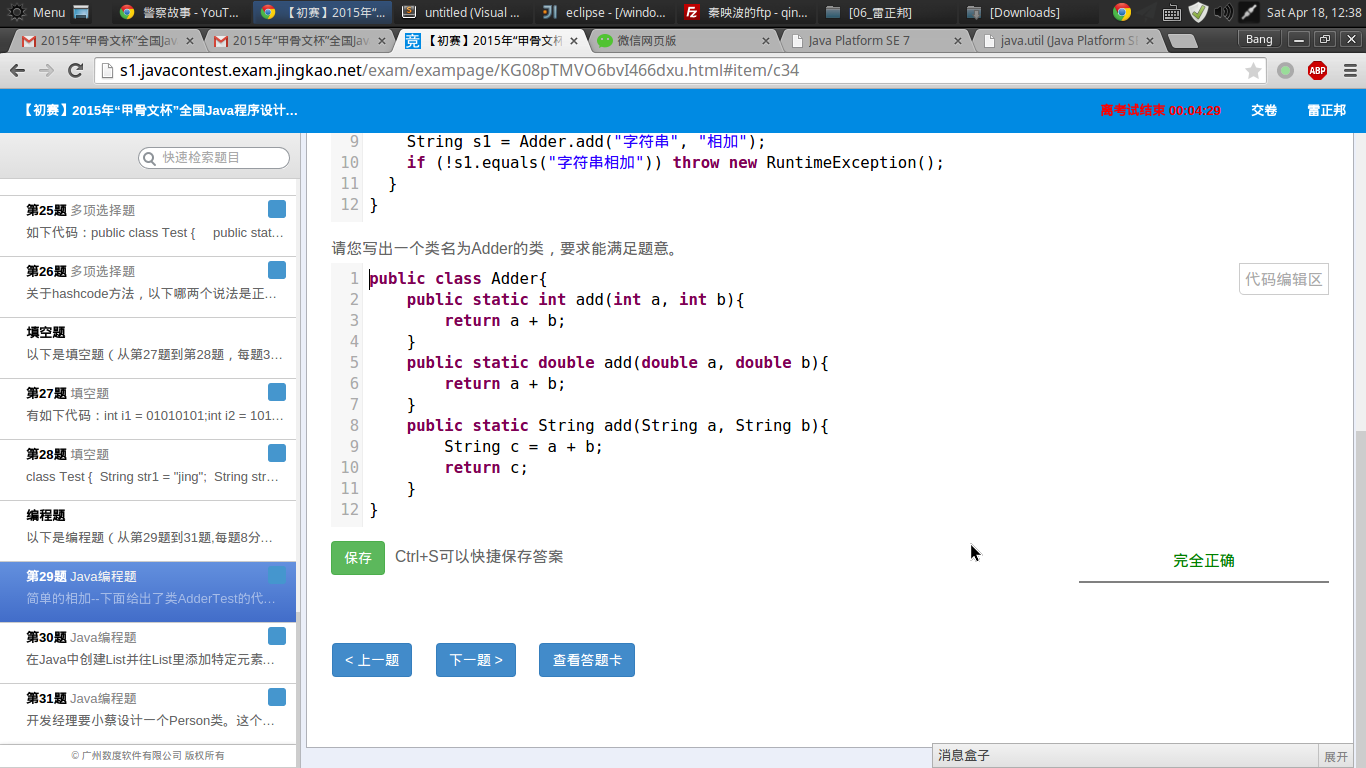 Menu 警察故事 - YouT... 【初赛】2015年“... untitled (Visual ... eclipse - [/windo... 秦映波的ftp - qin... [06_雷正邦] [Downloads] Sat Apr 18, 12:38
2015年“甲骨文杯”全国Jav 2015年“甲骨文杯”全国Jav 【初赛】2015年“甲骨文杯 微信网页版 Java Platform SE 7 java.util (Java Platform SE Bang
s1.javacontest.exam.jingkao.net/exam/exampage/KG08pTMVO6bvI466dxu.html#item/c34 ABP
【初赛】2015年“甲骨文杯”全国Java程序设计… 离考试结束 00:04:29 交卷 雷正邦
快速检索题目
第25题 多项选择题
如下代码：public class Test { public stat…
第26题 多项选择题
关于hashcode方法，以下哪两个说法是正…
填空题
以下是填空题（从第27题到第28题，每题3…
第27题 填空题
有如下代码：int i1 = 01010101;int i2 = 101…
第28题 填空题
class Test { String str1 = "jing"; String str…
编程题
以下是编程题（从第29题到31题,每题8分…
第29题 Java编程题
简单的相加--下面给出了类AdderTest的代…
第30题 Java编程题
在Java中创建List并往List里添加特定元素…
第31题 Java编程题
开发经理要小蔡设计一个Person类。这个…
© 广州数度软件有限公司 版权所有
9 String s1 = Adder.add("字符串", "相加");
10 if (!s1.equals("字符串相加")) throw new RuntimeException();
11 }
12 }
请您写出一个类名为Adder的类，要求能满足题意。
代码编辑区
1 public class Adder{
2 public static int add(int a, int b){
3 return a + b;
4 }
5 public static double add(double a, double b){
6 return a + b;
7 }
8 public static String add(String a, String b){
9 String c = a + b;
10 return c;
11 }
12 }
保存 Ctrl+S可以快捷保存答案 完全正确
< 上一题 下一题 > 查看答题卡
消息盒子 展开